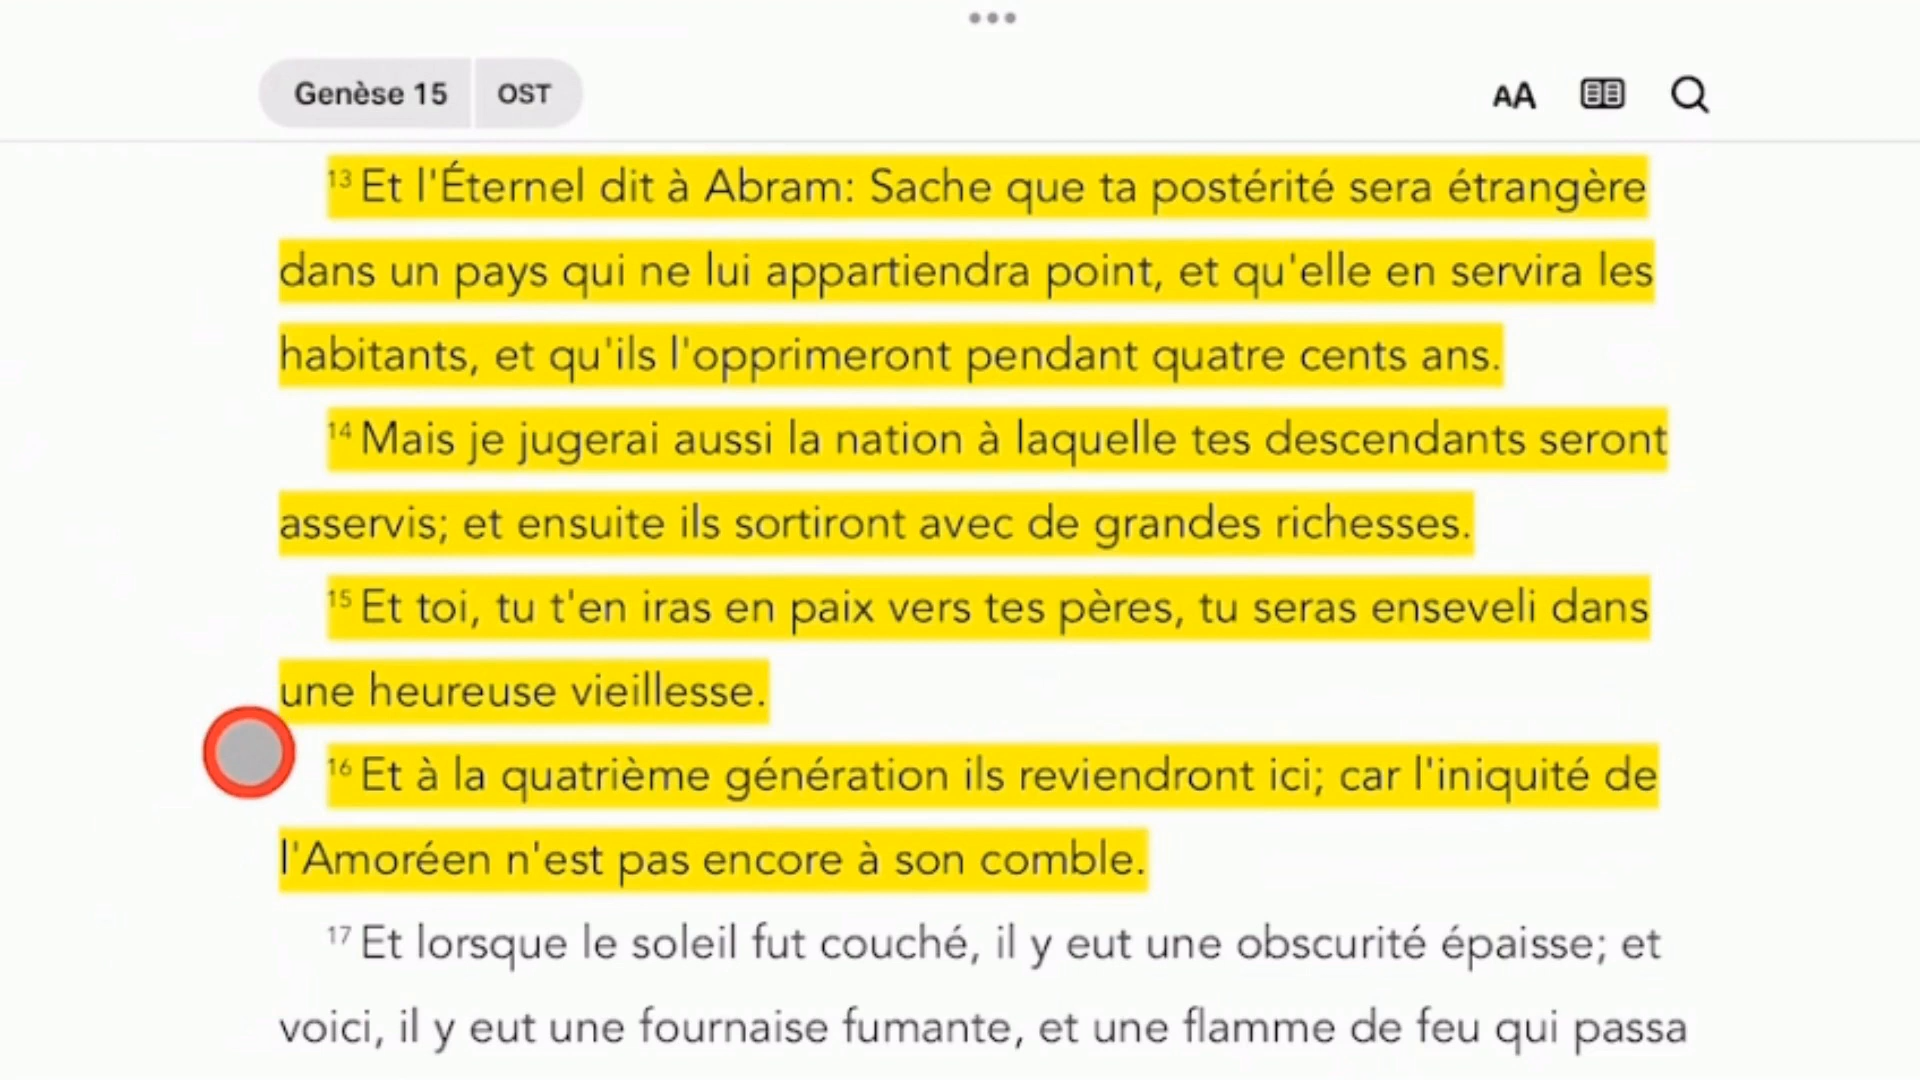 Genèse 15 OST AA
13 Et l'Éternel dit à Abram: Sache que ta postérité sera étrangère
dans un pays qui ne lui appartiendra point, et qu'elle en servira les
habitants, et qu'ils l'opprimeront pendant quatre cents ans.
14 Mais je jugerai aussi la nation à laquelle tes descendants seront
asservis; et ensuite ils sortiront avec de grandes richesses.
15 Et toi, tu t'en iras en paix vers tes pères, tu seras enseveli dans
une heureuse vieillesse.
16 Et à la quatrième génération ils reviendront ici; car l'iniquité de
l'Amoréen n'est pas encore à son comble.
17 Et lorsque le soleil fut couché, il y eut une obscurité épaisse; et
voici, il y eut une fournaise fumante, et une flamme de feu qui passa